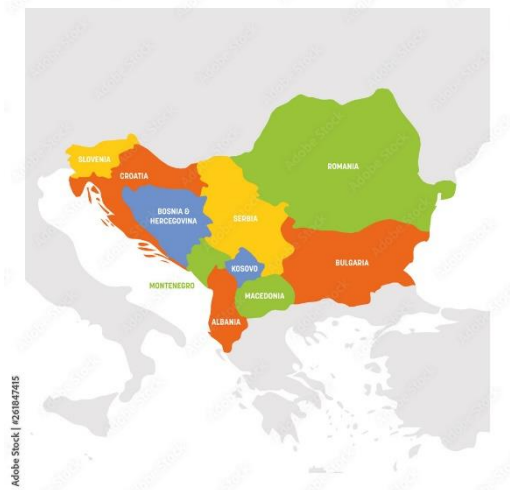 SLOVENIA
CROATIA
ROMANIA
BOSNIA &
HERCEGOVINA
SERBIA
BULGARIA
KOSOVO
MONTENEGRO
MACEDONIA
ALBANIA
Adobe Stock | #261847415